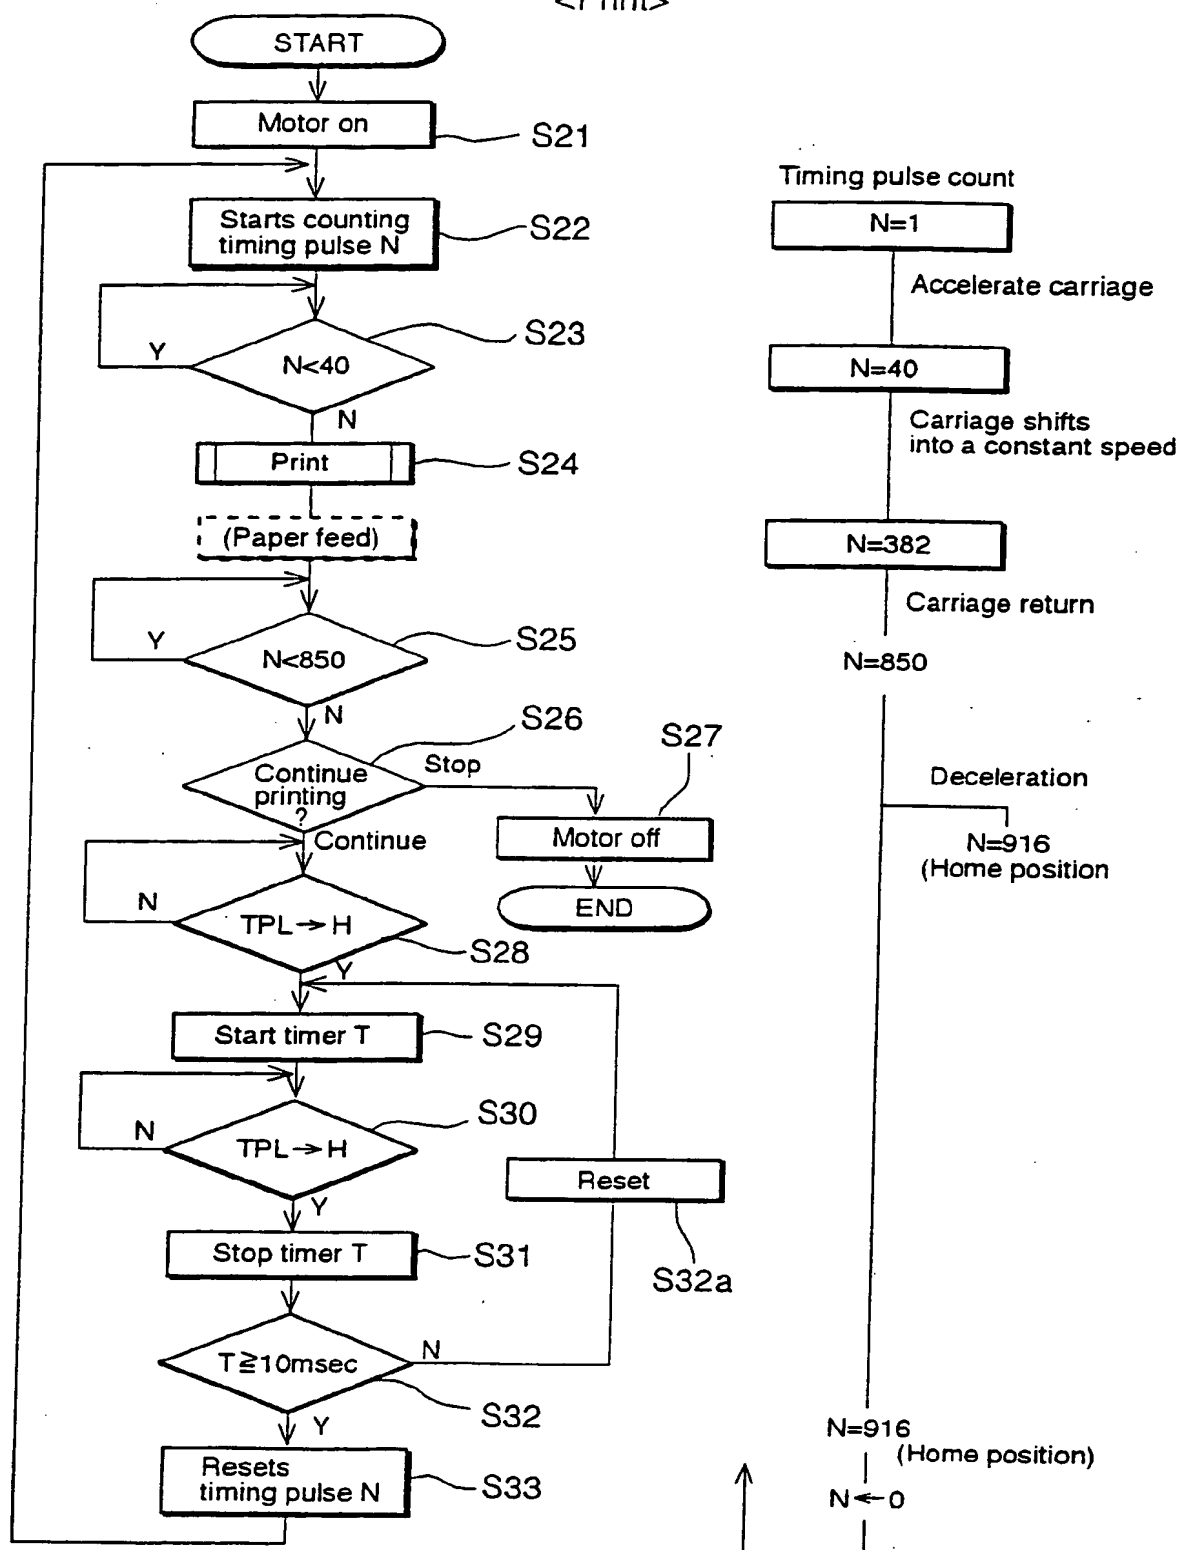 <Print>
START
Motor on
S21
Starts counting
timing pulse N
S22
N<40
Y
N
S23
Print
S24
(Paper feed)
N<850
Y
N
S25
Continue
printing
?
S26
Stop
Continue
S27
Motor off
END
TPL→H
N
Y
S28
Start timer T
S29
TPL→H
N
Y
S30
Stop timer T
S31
Reset
S32a
T≧10msec
N
Y
S32
Resets
timing pulse N
S33
Timing pulse count
N=1
Accelerate carriage
N=40
Carriage shifts
into a constant speed
N=382
Carriage return
N=850
Deceleration
N=916
(Home position
N=916
(Home position)
N←0